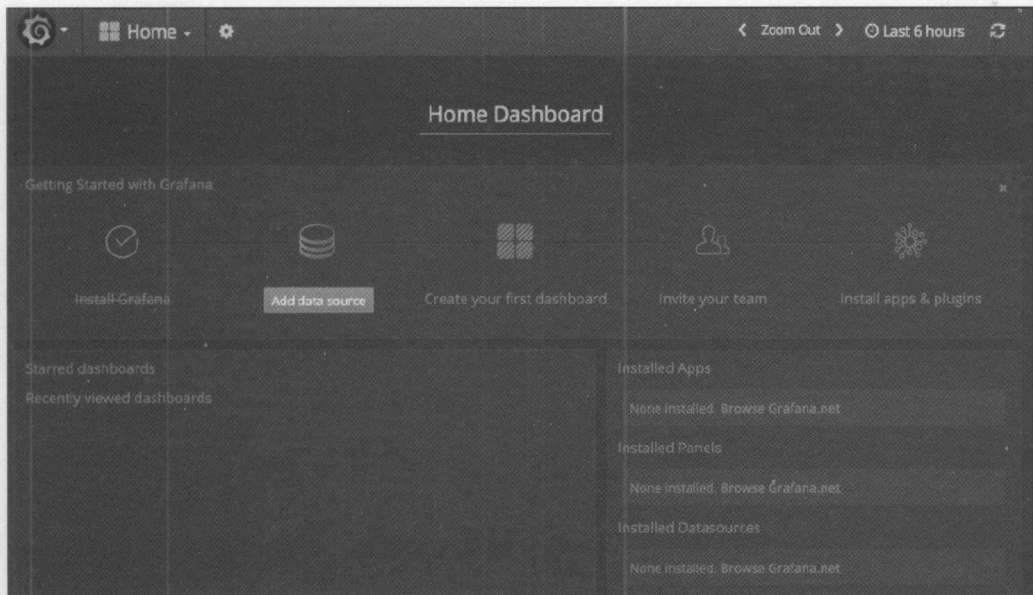 Home
Zoom Out
Last 6 hours
Home Dashboard
Getting Started with Grafana
Install Grafana
Add data source
Create your first dashboard
Invite your team
Install apps & plugins
Starred dashboards
Recently viewed dashboards
Installed Apps
None installed. Browse Grafana.net
Installed Panels
None installed. Browse Grafana.net
Installed Datasources
None installed. Browse Grafana.net